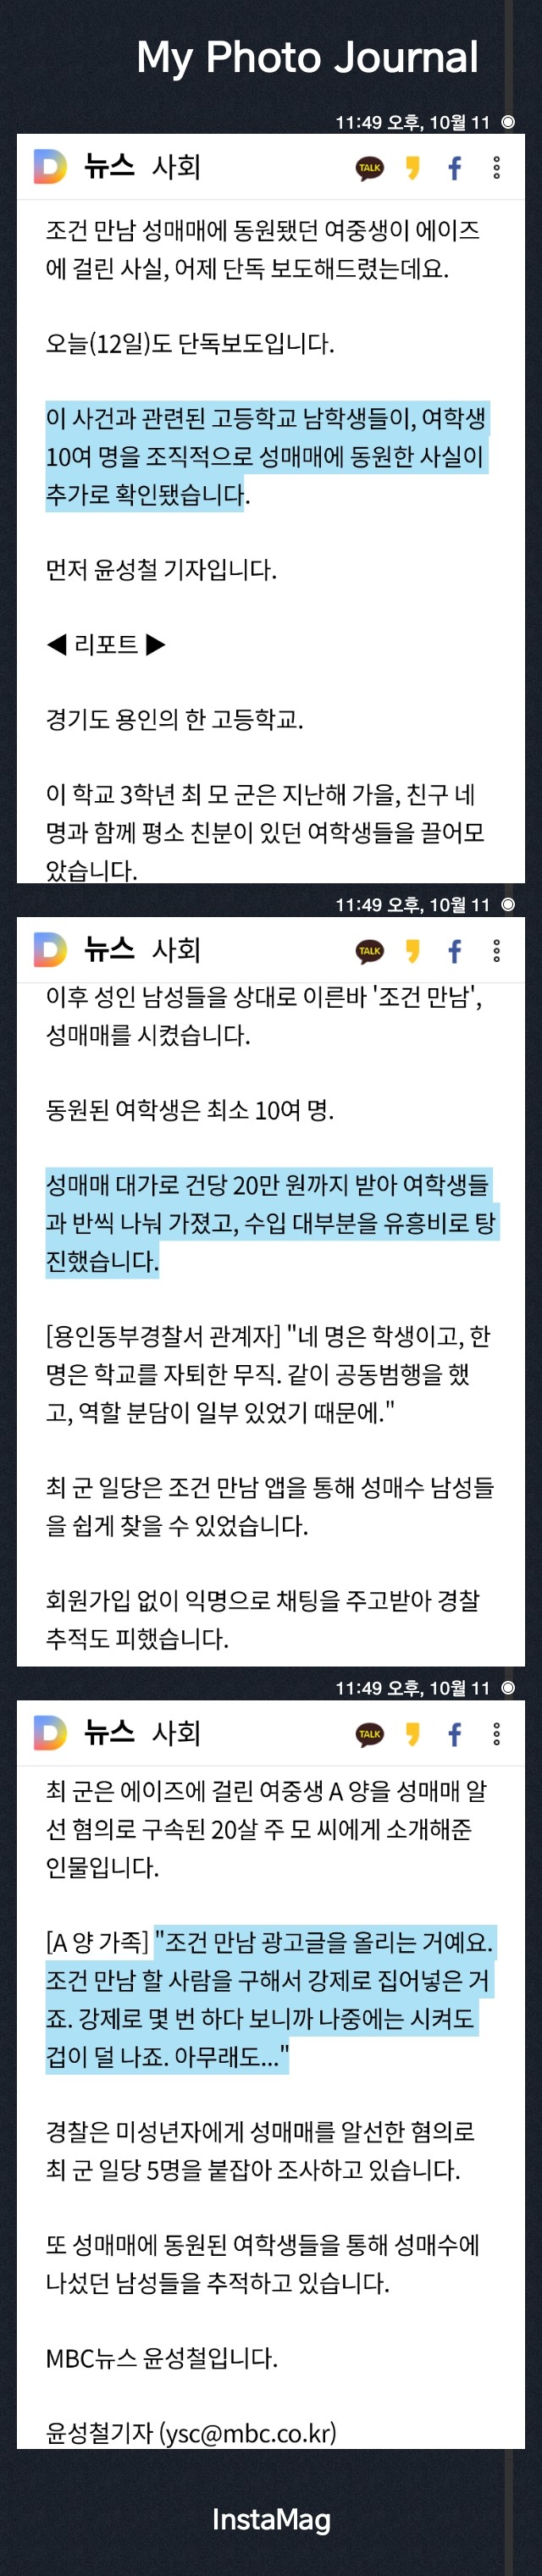 My Photo Journal
11:49 오후, 10월 11
뉴스 사회
TALK
조건 만남 성매매에 동원됐던 여중생이 에이즈
에 걸린 사실, 어제 단독 보도해드렸는데요.
오늘(12일)도 단독보도입니다.
이 사건과 관련된 고등학교 남학생들이, 여학생
10여 명을 조직적으로 성매매에 동원한 사실이
추가로 확인됐습니다.
먼저 윤성철 기자입니다.
◀ 리포트 ▶
경기도 용인의 한 고등학교.
이 학교 3학년 최 모 군은 지난해 가을, 친구 네
명과 함께 평소 친분이 있던 여학생들을 끌어모
았습니다.
11:49 오후, 10월 11
뉴스 사회
TALK
이후 성인 남성들을 상대로 이른바 '조건 만남',
성매매를 시켰습니다.
동원된 여학생은 최소 10여 명.
성매매 대가로 건당 20만 원까지 받아 여학생들
과 반씩 나눠 가졌고, 수입 대부분을 유흥비로 탕
진했습니다.
[용인동부경찰서 관계자] "네 명은 학생이고, 한
명은 학교를 자퇴한 무직. 같이 공동범행을 했
고, 역할 분담이 일부 있었기 때문에."
최 군 일당은 조건 만남 앱을 통해 성매수 남성들
을 쉽게 찾을 수 있었습니다.
회원가입 없이 익명으로 채팅을 주고받아 경찰
추적도 피했습니다.
11:49 오후, 10월 11
뉴스 사회
TALK
최 군은 에이즈에 걸린 여중생 A 양을 성매매 알
선 혐의로 구속된 20살 주 모 씨에게 소개해준
인물입니다.
[A 양 가족] "조건 만남 광고글을 올리는 거예요.
조건 만남 할 사람을 구해서 강제로 집어넣은 거
죠. 강제로 몇 번 하다 보니까 나중에는 시켜도
겁이 덜 나죠. 아무래도..."
경찰은 미성년자에게 성매매를 알선한 혐의로
최 군 일당 5명을 붙잡아 조사하고 있습니다.
또 성매매에 동원된 여학생들을 통해 성매수에
나섰던 남성들을 추적하고 있습니다.
MBC뉴스 윤성철입니다.
윤성철기자 (ysc@mbc.co.kr)
InstaMag